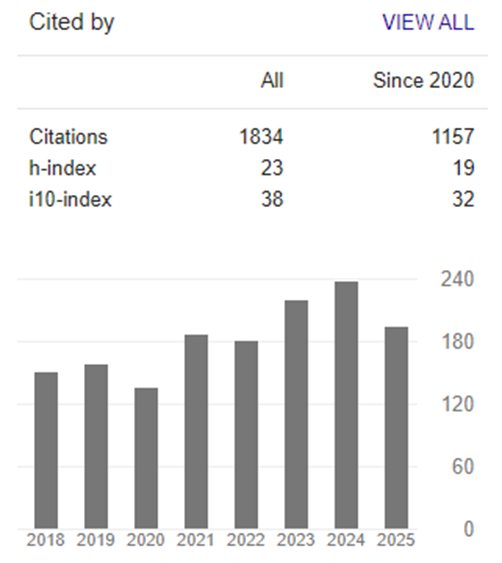 Cited by VIEW ALL
All Since 2020
Citations 1834 1157
h-index 23 19
i10-index 38 32
240
180
120
60
0
2018 2019 2020 2021 2022 2023 2024 2025